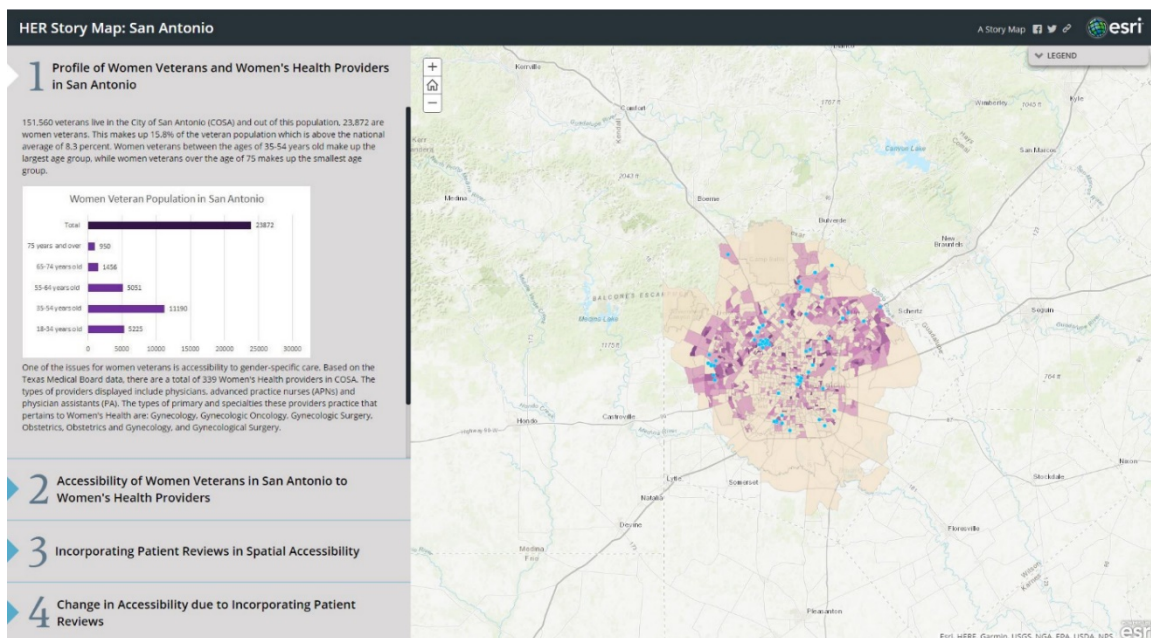 HER Story Map: San Antonio
A Story Map
esri
1
Profile of Women Veterans and Women's Health Providers
in San Antonio
151,560 veterans live in the City of San Antonio (COSA) and out of this population, 23,872 are
women veterans. This makes up 15.8% of the veteran population which is above the national
average of 8.3 percent. Women veterans between the ages of 35-54 years old make up the
largest age group, while women veterans over the age of 75 makes up the smallest age
group.
Women Veteran Population in San Antonio
Total 23872
75 years and over 950
65-74 years old 1456
55-64 years old 5051
35-54 years old 11190
18-34 years old 5225
0 5000 10000 15000 20000 25000 30000
One of the issues for women veterans is accessibility to gender-specific care. Based on the
Texas Medical Board data, there are a total of 339 Women's Health providers in COSA. The
types of providers displayed include physicians, advanced practice nurses (APNs) and
physician assistants (PA). The types of primary and specialties these providers practice that
pertains to Women's Health are: Gynecology, Gynecologic Oncology, Gynecologic Surgery,
Obstetrics, Obstetrics and Gynecology, and Gynecological Surgery.
2
Accessibility of Women Veterans in San Antonio to
Women's Health Providers
3
Incorporating Patient Reviews in Spatial Accessibility
4
Change in Accessibility due to Incorporating Patient
Reviews
+
−
LEGEND
Kerrville
Comfort
Wimberley
Kyle
Canyon Lake
San Marcos
Medina
Boerne
Bulverde
New
Braunfels
BALCONES ESCAR
Medina Lake
1175 ft
Schertz
Seguin
Guadalupe
764 ft
Castroville
Hondo
Medina River
Lytle
Somerset
Natalia
Devine
Nixon
Stockdale
Floresville
Pleasanton
Esri, HERE, Garmin, USGS, NGA, EPA, USDA, NPS
esri